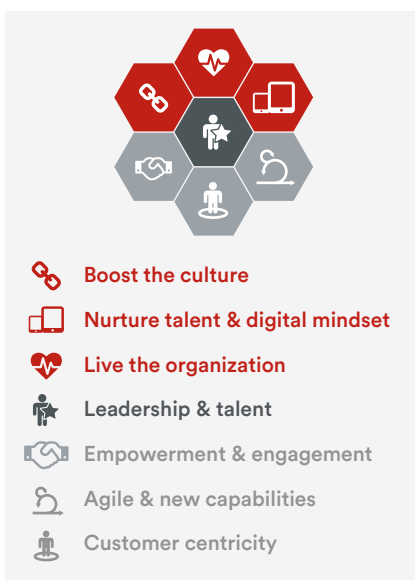 Boost the culture
Nurture talent & digital mindset
Live the organization
Leadership & talent
Empowerment & engagement
Agile & new capabilities
Customer centricity